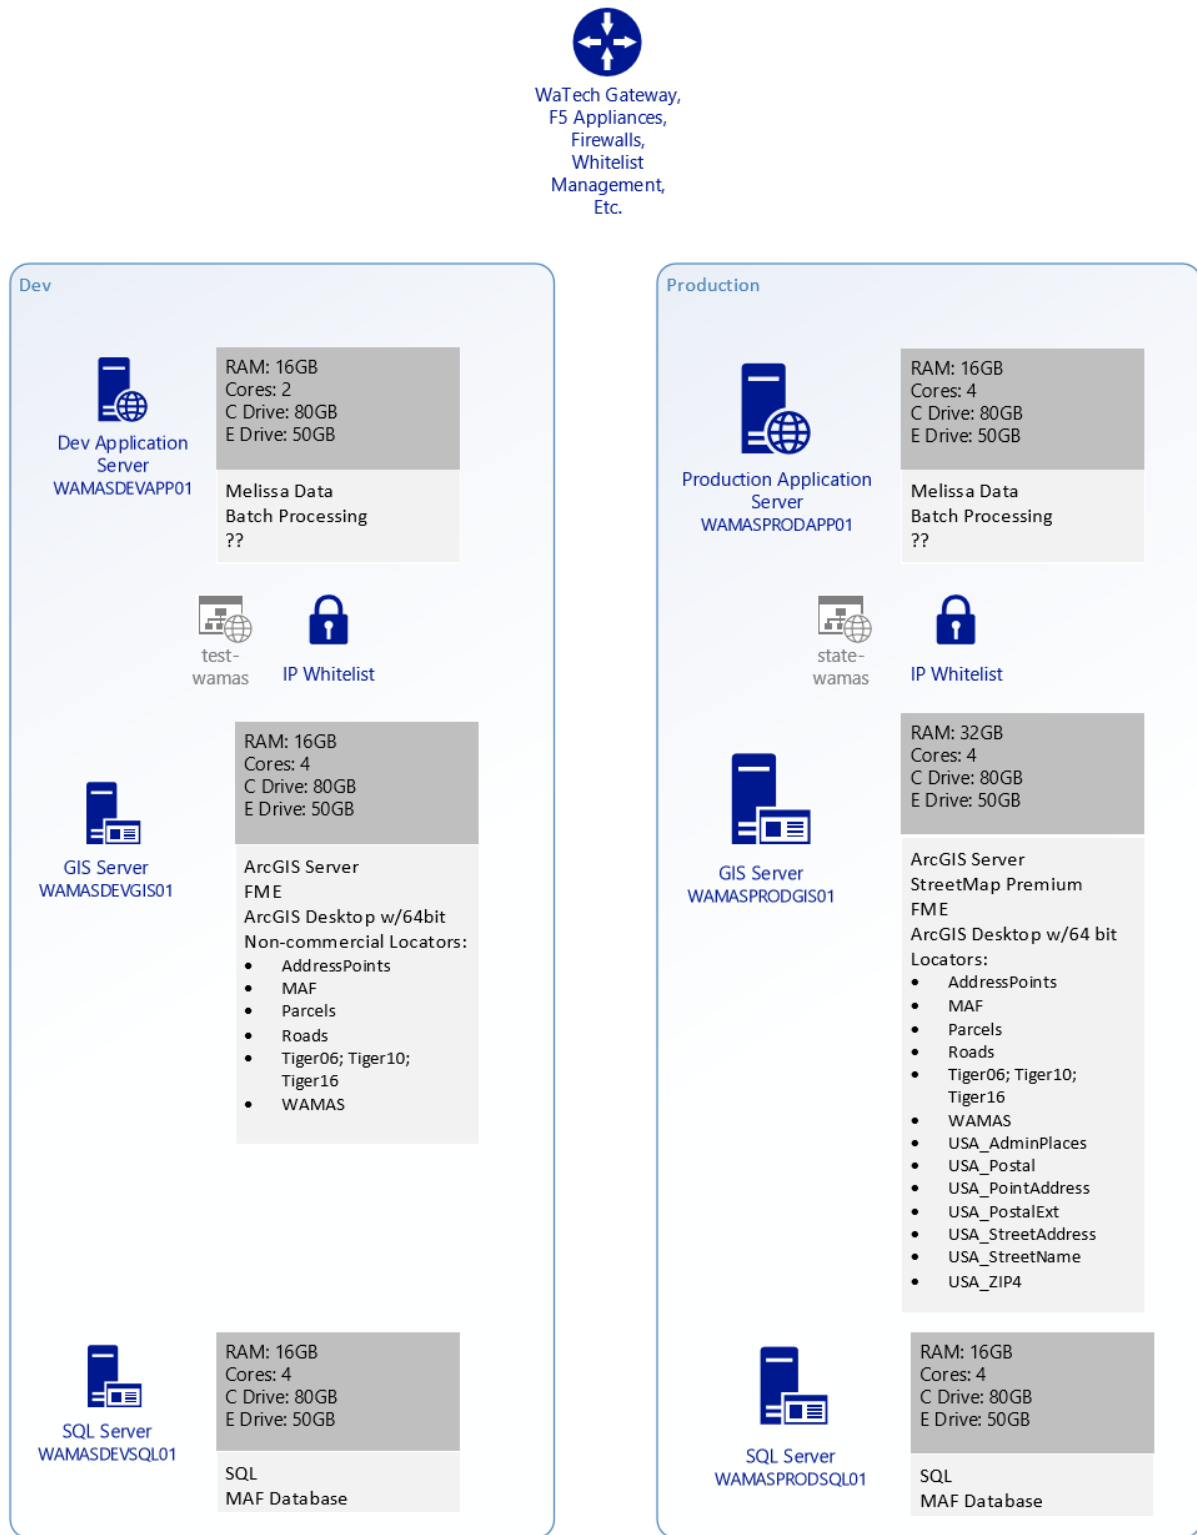 WaTech Gateway,
F5 Appliances,
Firewalls,
Whitelist
Management,
Etc.
Dev
Dev Application
Server
WAMASDEVAPP01
RAM: 16GB
Cores: 2
C Drive: 80GB
E Drive: 50GB
Melissa Data
Batch Processing
??
test-
wamas
IP Whitelist
GIS Server
WAMASDEVGIS01
RAM: 16GB
Cores: 4
C Drive: 80GB
E Drive: 50GB
ArcGIS Server
FME
ArcGIS Desktop w/64bit
Non-commercial Locators:
• AddressPoints
• MAF
• Parcels
• Roads
• Tiger06; Tiger10;
Tiger16
• WAMAS
SQL Server
WAMASDEVSQL01
RAM: 16GB
Cores: 4
C Drive: 80GB
E Drive: 50GB
SQL
MAF Database
Production
Production Application
Server
WAMASPRODAPP01
RAM: 16GB
Cores: 4
C Drive: 80GB
E Drive: 50GB
Melissa Data
Batch Processing
??
state-
wamas
IP Whitelist
GIS Server
WAMASPRODGIS01
RAM: 32GB
Cores: 4
C Drive: 80GB
E Drive: 50GB
ArcGIS Server
StreetMap Premium
FME
ArcGIS Desktop w/64 bit
Locators:
• AddressPoints
• MAF
• Parcels
• Roads
• Tiger06; Tiger10;
Tiger16
• WAMAS
• USA_AdminPlaces
• USA_Postal
• USA_PointAddress
• USA_PostalExt
• USA_StreetAddress
• USA_StreetName
• USA_ZIP4
SQL Server
WAMASPRODSQL01
RAM: 16GB
Cores: 4
C Drive: 80GB
E Drive: 50GB
SQL
MAF Database